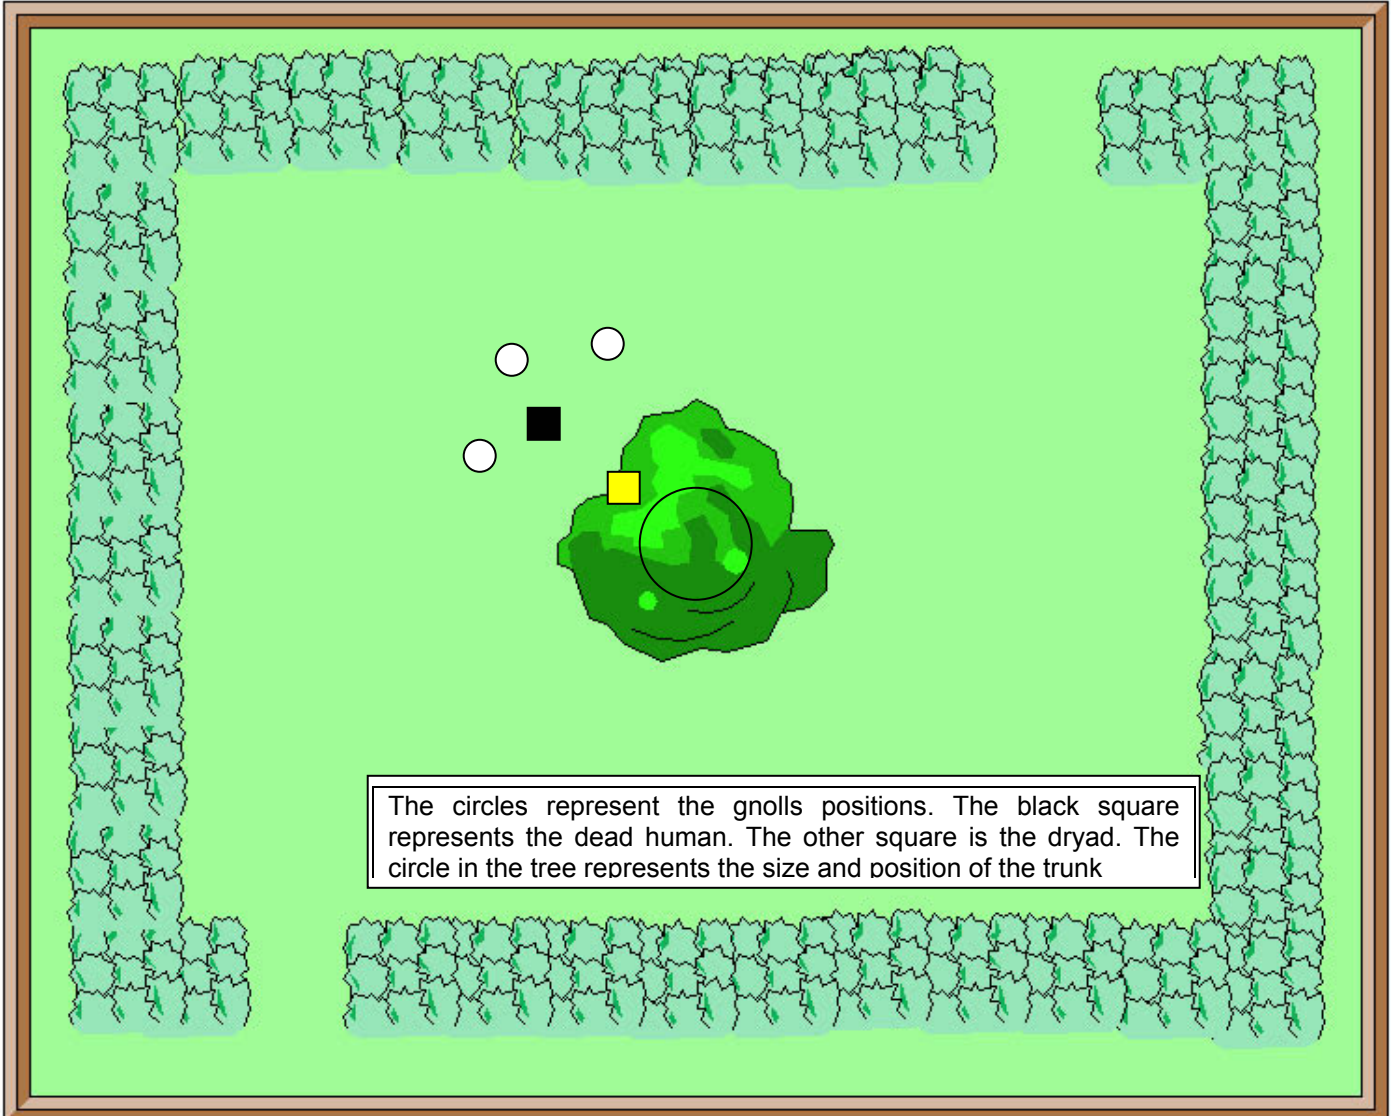 The circles represent the gnolls positions. The black square
represents the dead human. The other square is the dryad. The
circle in the tree represents the size and position of the trunk